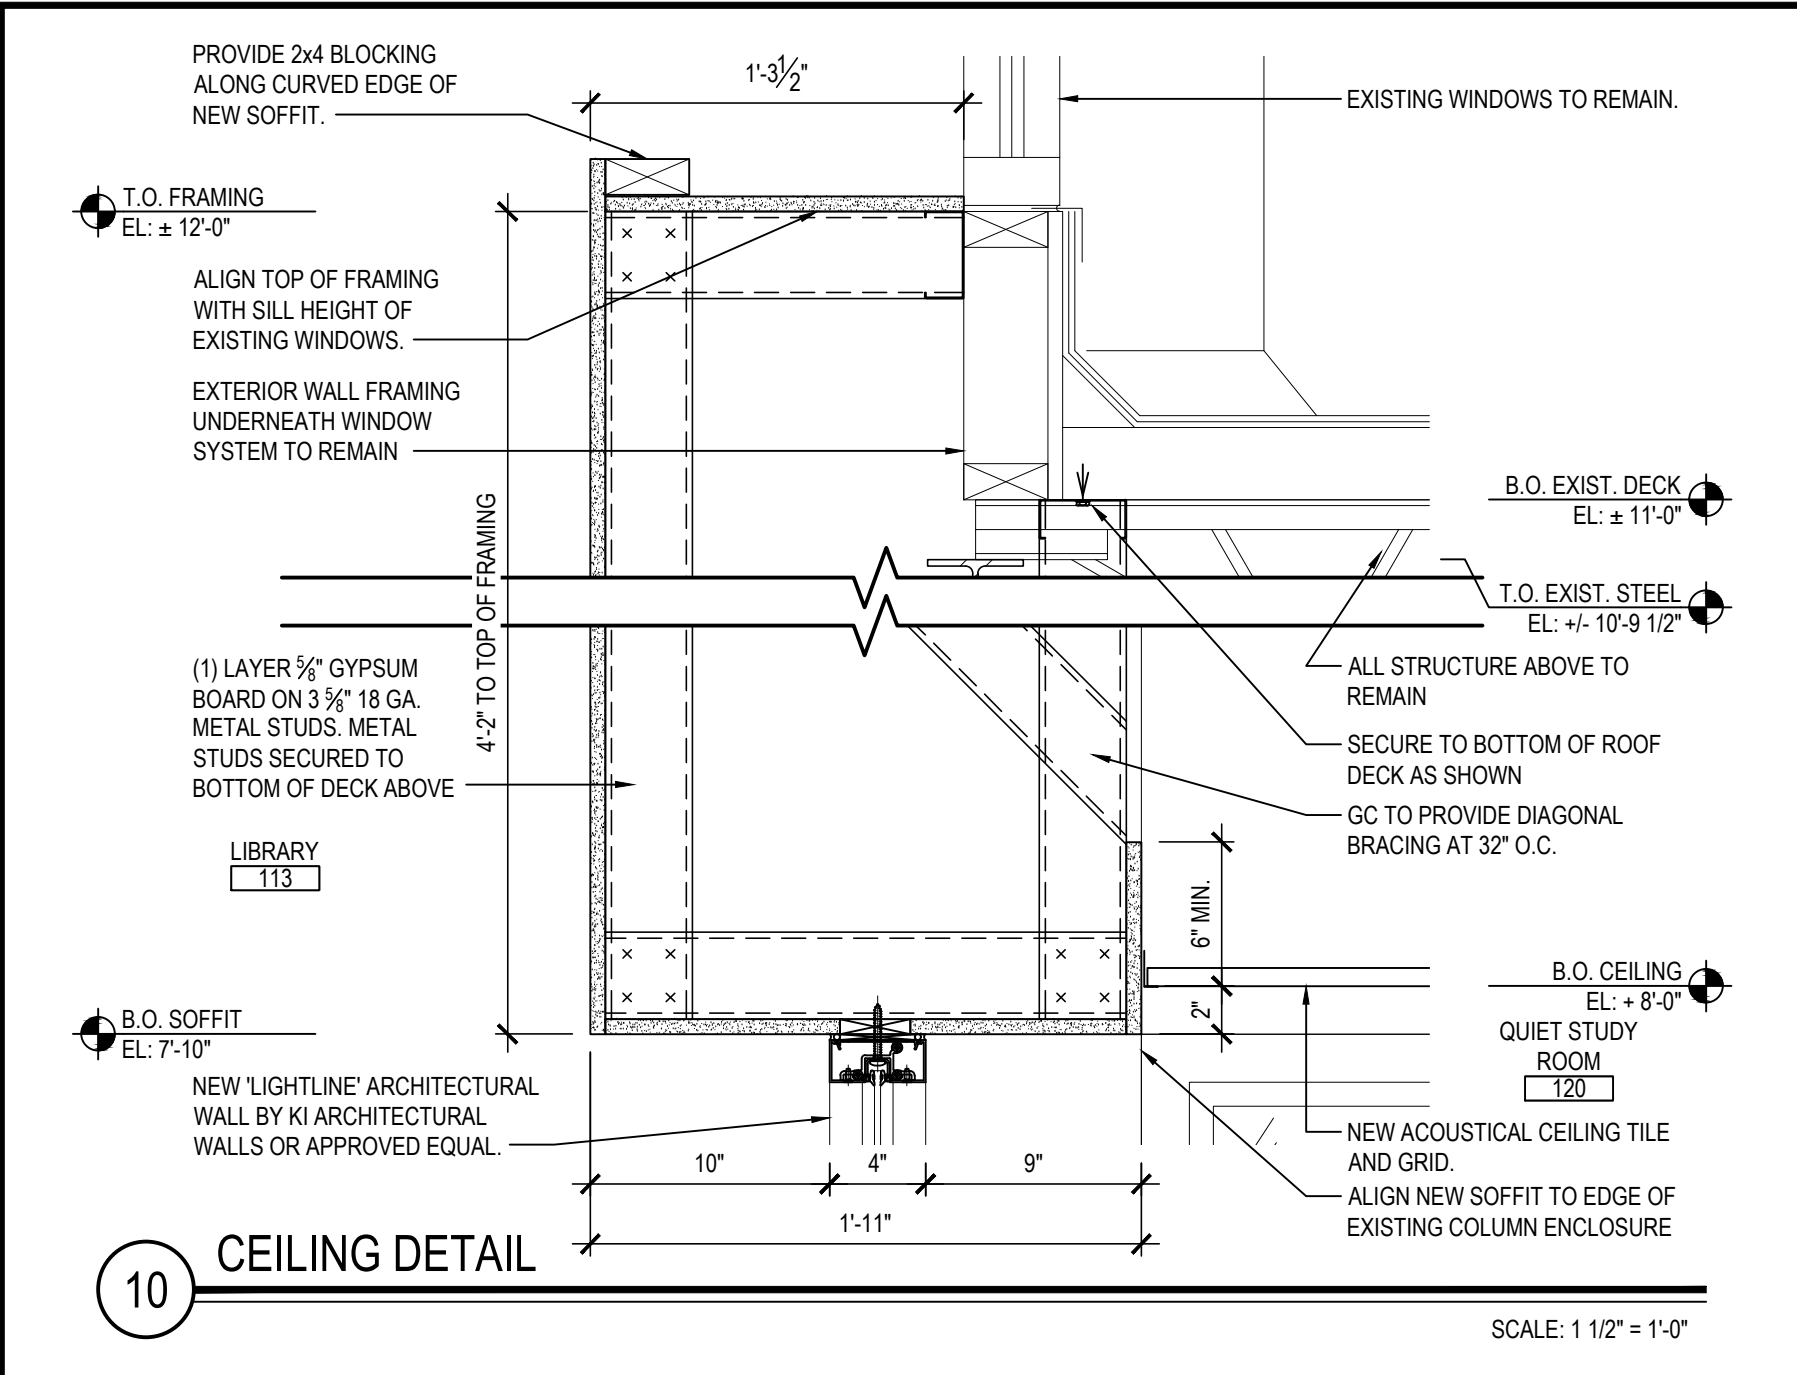 PROVIDE 2x4 BLOCKING
ALONG CURVED EDGE OF
NEW SOFFIT.
1'-3 1/2"
EXISTING WINDOWS TO REMAIN.
T.O. FRAMING
EL: ± 12'-0"
ALIGN TOP OF FRAMING
WITH SILL HEIGHT OF
EXISTING WINDOWS.
EXTERIOR WALL FRAMING
UNDERNEATH WINDOW
SYSTEM TO REMAIN
4'-2" TO TOP OF FRAMING
B.O. EXIST. DECK
EL: ± 11'-0"
T.O. EXIST. STEEL
EL: +/- 10'-9 1/2"
(1) LAYER 5/8" GYPSUM
BOARD ON 3 5/8" 18 GA.
METAL STUDS. METAL
STUDS SECURED TO
BOTTOM OF DECK ABOVE
ALL STRUCTURE ABOVE TO
REMAIN
SECURE TO BOTTOM OF ROOF
DECK AS SHOWN
GC TO PROVIDE DIAGONAL
BRACING AT 32" O.C.
LIBRARY
113
6" MIN.
2"
B.O. CEILING
EL: + 8'-0"
QUIET STUDY
ROOM
120
B.O. SOFFIT
EL: 7'-10"
NEW 'LIGHTLINE' ARCHITECTURAL
WALL BY KI ARCHITECTURAL
WALLS OR APPROVED EQUAL.
NEW ACOUSTICAL CEILING TILE
AND GRID.
ALIGN NEW SOFFIT TO EDGE OF
EXISTING COLUMN ENCLOSURE
10"
4"
9"
1'-11"
10
CEILING DETAIL
SCALE: 1 1/2" = 1'-0"